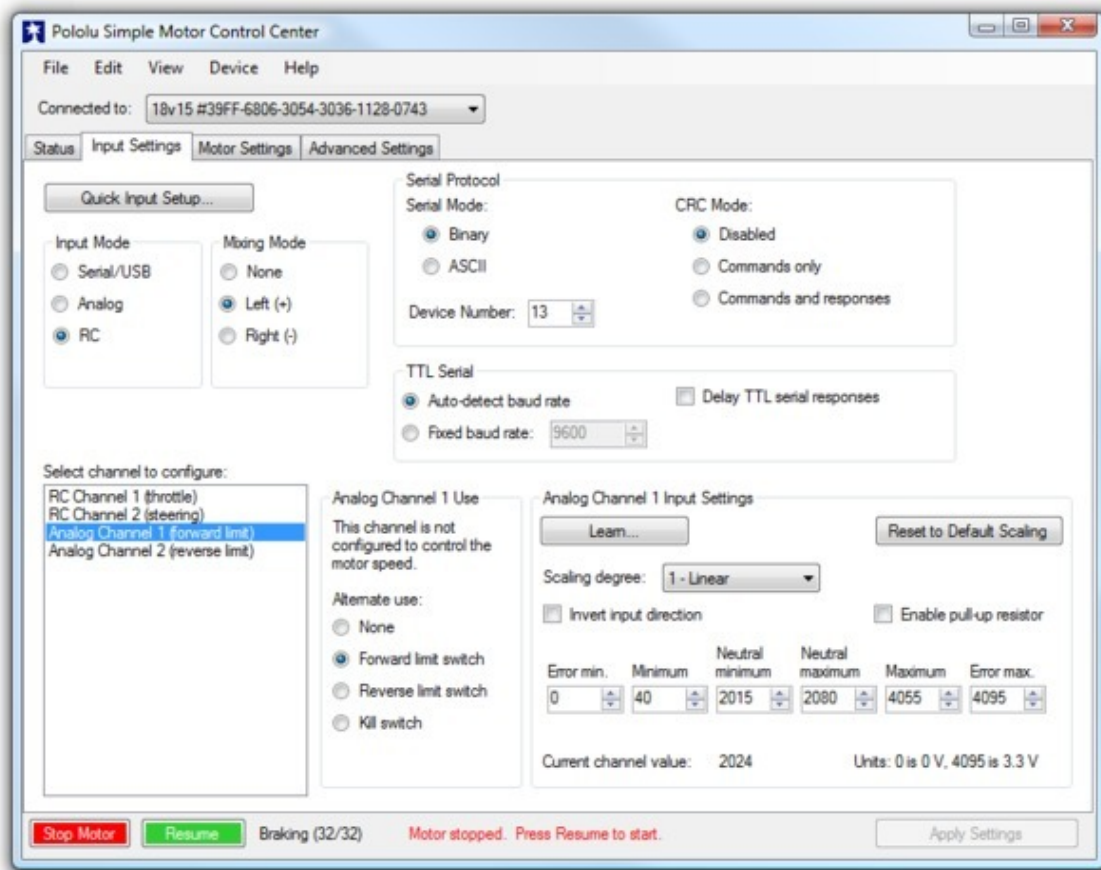 Pololu Simple Motor Control Center
File Edit View Device Help
Connected to: 18v15 #39FF-6806-3054-3036-1128-0743
Status Input Settings Motor Settings Advanced Settings
Quick Input Setup...
Input Mode
Serial/USB
Analog
RC
Mixing Mode
None
Left (+)
Right (-)
Serial Protocol
Serial Mode:
Binary
ASCII
Device Number: 13
CRC Mode:
Disabled
Commands only
Commands and responses
TTL Serial
Auto-detect baud rate
Fixed baud rate: 9600
Delay TTL serial responses
Select channel to configure:
RC Channel 1 (throttle)
RC Channel 2 (steering)
Analog Channel 1 (forward limit)
Analog Channel 2 (reverse limit)
Analog Channel 1 Use
This channel is not
configured to control the
motor speed.
Alternate use:
None
Forward limit switch
Reverse limit switch
Kill switch
Analog Channel 1 Input Settings
Learn... Reset to Default Scaling
Scaling degree: 1 - Linear
Invert input direction Enable pull-up resistor
Error min. Minimum Neutral minimum Neutral maximum Maximum Error max.
0 40 2015 2080 4055 4095
Current channel value: 2024 Units: 0 is 0 V, 4095 is 3.3 V
Stop Motor Resume Braking (32/32) Motor stopped. Press Resume to start. Apply Settings